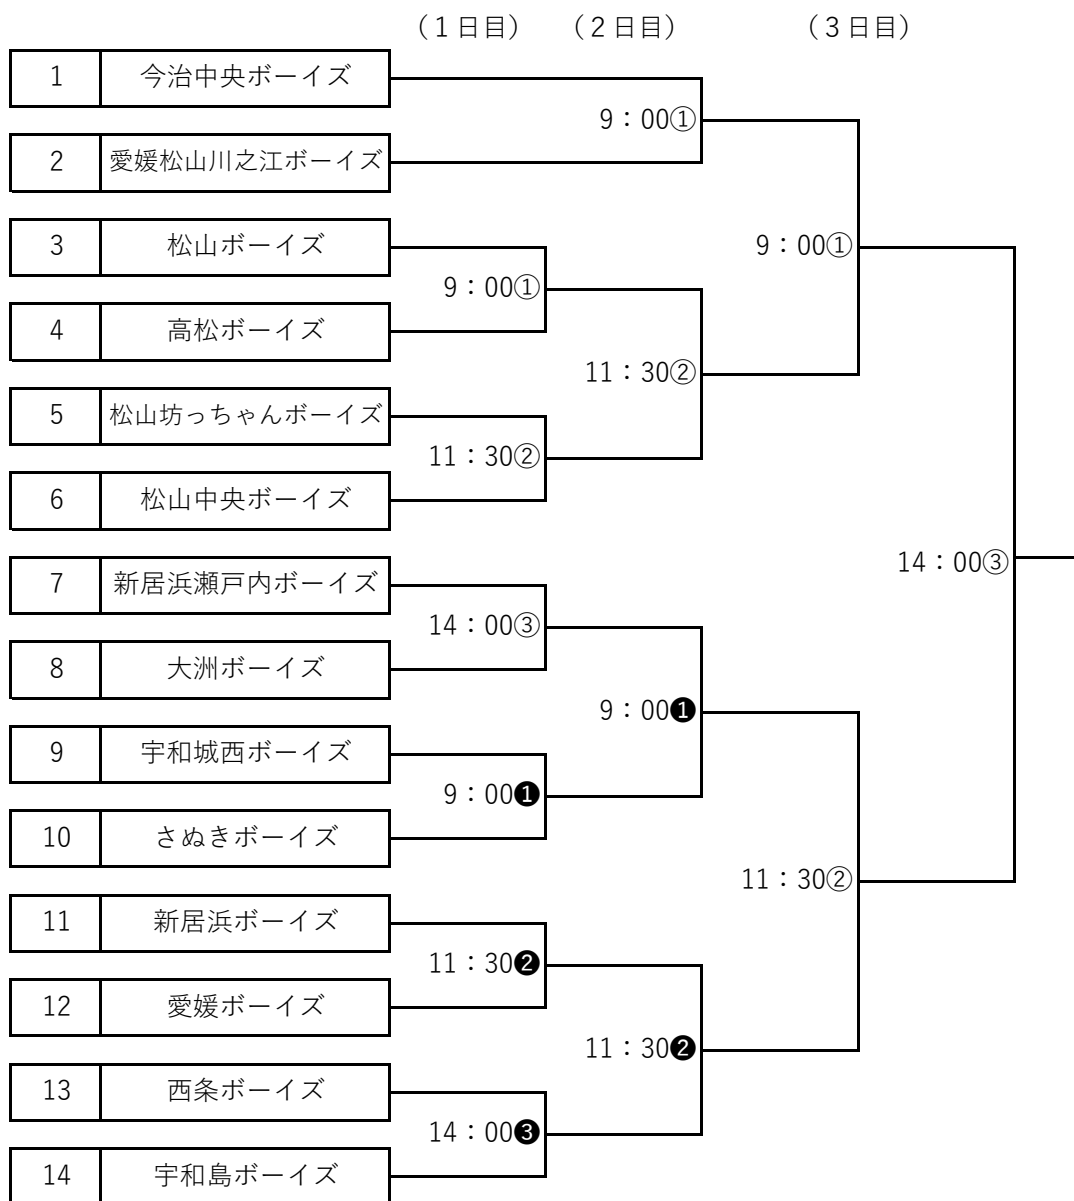 （１日目） （２日目） （３日目）
1 今治中央ボーイズ
9：00①
2 愛媛松山川之江ボーイズ
3 松山ボーイズ
9：00①
9：00①
4 高松ボーイズ
11：30②
5 松山坊っちゃんボーイズ
11：30②
6 松山中央ボーイズ
14：00③
7 新居浜瀬戸内ボーイズ
14：00③
8 大洲ボーイズ
9：00❶
9 宇和城西ボーイズ
9：00❶
10 さぬきボーイズ
11：30②
11 新居浜ボーイズ
11：30❷
12 愛媛ボーイズ
11：30❷
13 西条ボーイズ
14：00❸
14 宇和島ボーイズ